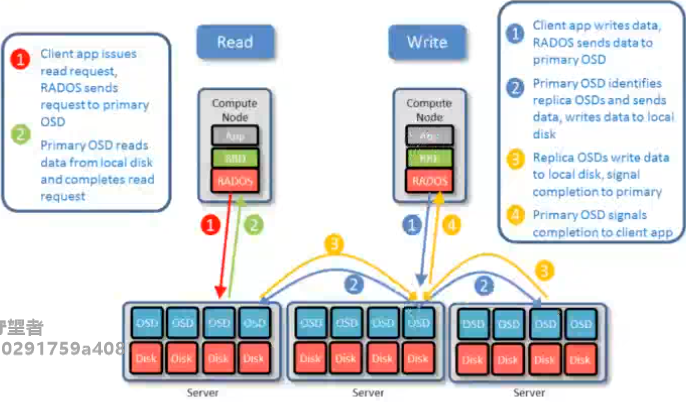 Read
Write
1
Client app issues
read request,
RADOS sends
request to primary
OSD
2
Primary OSD reads
data from local disk
and completes read
request
1
Client app writes data,
RADOS sends data to
primary OSD
2
Primary OSD identifies
replica OSDs and sends
data, writes data to local
disk
3
Replica OSDs write data
to local disk, signal
completion to primary
4
Primary OSD signals
completion to client app
Compute
Node
App
RBD
RADOS
Compute
Node
App
RBD
RADOS
1
2
1
4
3
2
3
2
OSD OSD OSD OSD
Disk Disk Disk Disk
Server
OSD OSD OSD OSD
Disk Disk Disk Disk
Server
OSD OSD OSD OSD
Disk Disk Disk Disk
Server
望者
0291759a408